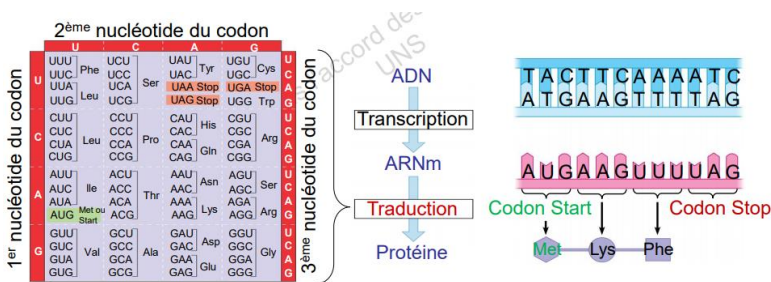 2ème nucléotide du codon
U C A G
1er nucléotide du codon
U
UUU UCU UAU UGU U
UUC Phe UCC Ser UAC Tyr UGC Cys C
UUA UCA UAA Stop UGA Stop A
UUG Leu UCG UAG Stop UGG Trp G
C
CUU CCU CAU His CGU U
CUC Leu CCC Pro CAC CGC Arg C
CUA CCA CAA Gln CGA A
CUG CCG CAG CGG G
A
AUU ACU AAU Asn AGU Ser U
AUC Ile ACC Thr AAC AGC C
AUA ACA AAA Lys AGA Arg A
AUG Met ou Start ACG AAG AGG G
G
GUU GCU GAU Asp GGU U
GUC Val GCC Ala GAC GGC Gly C
GUA GCA GAA Glu GGA A
GUG GCG GAG GGG G
3ème nucléotide du codon
accord des
UNS
ADN
Transcription
ARNm
Traduction
Protéine
TACTTCAAAATC
ATGAAGTTTTAG
AUGAAGUUUUAG
Codon Start
Codon Stop
Met Lys Phe